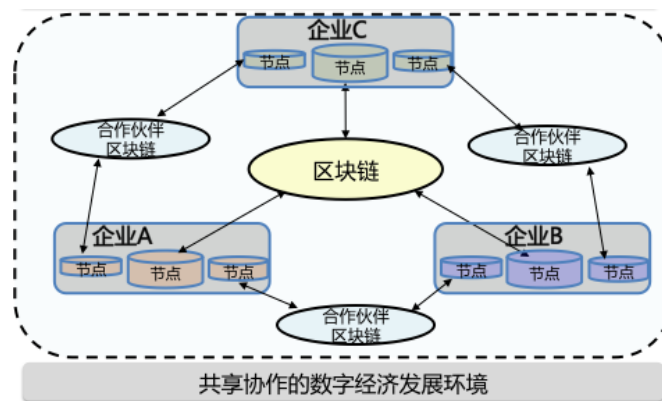 企业C
节点
节点
节点
合作伙伴
区块链
合作伙伴
区块链
区块链
企业A
节点
节点
节点
企业B
节点
节点
节点
合作伙伴
区块链
共享协作的数字经济发展环境